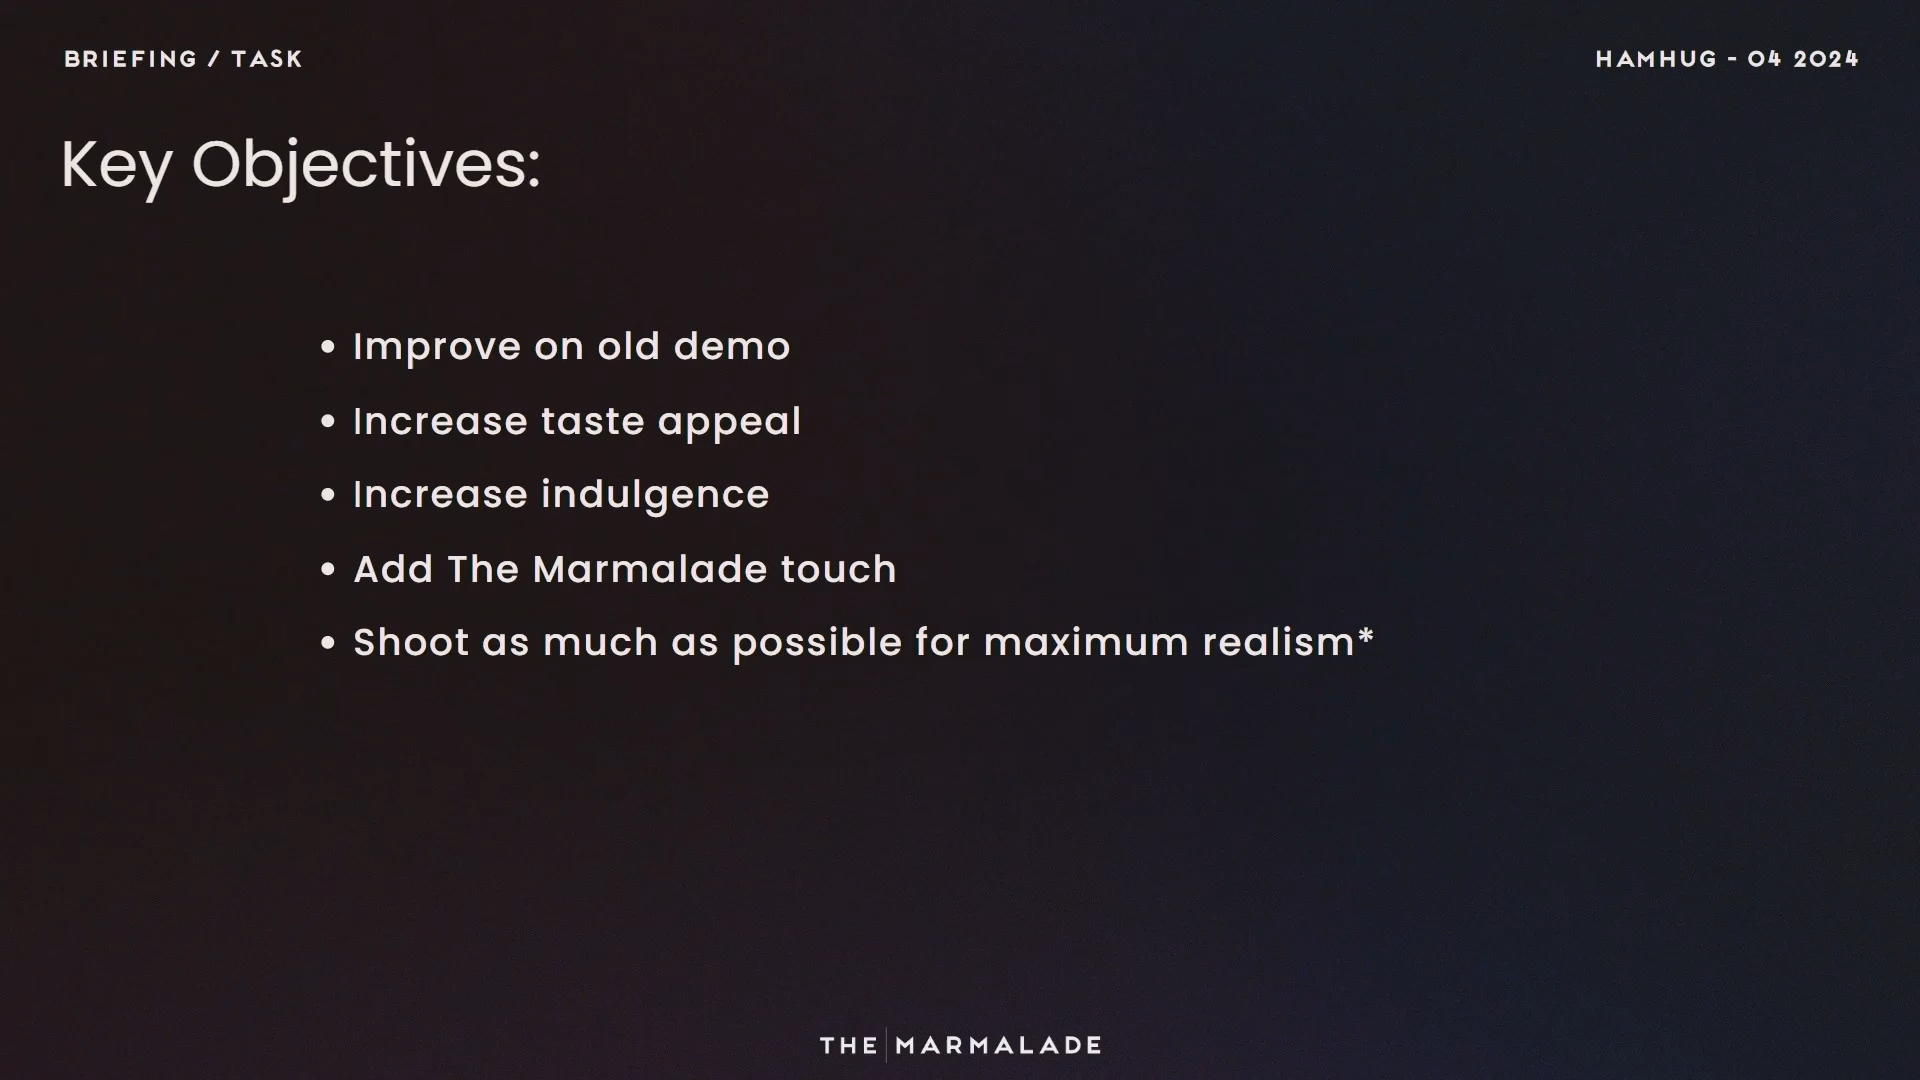 BRIEFING / TASK
HAMHUG - 04 2024
Key Objectives:
• Improve on old demo
• Increase taste appeal
• Increase indulgence
• Add The Marmalade touch
• Shoot as much as possible for maximum realism*
THE | MARMALADE